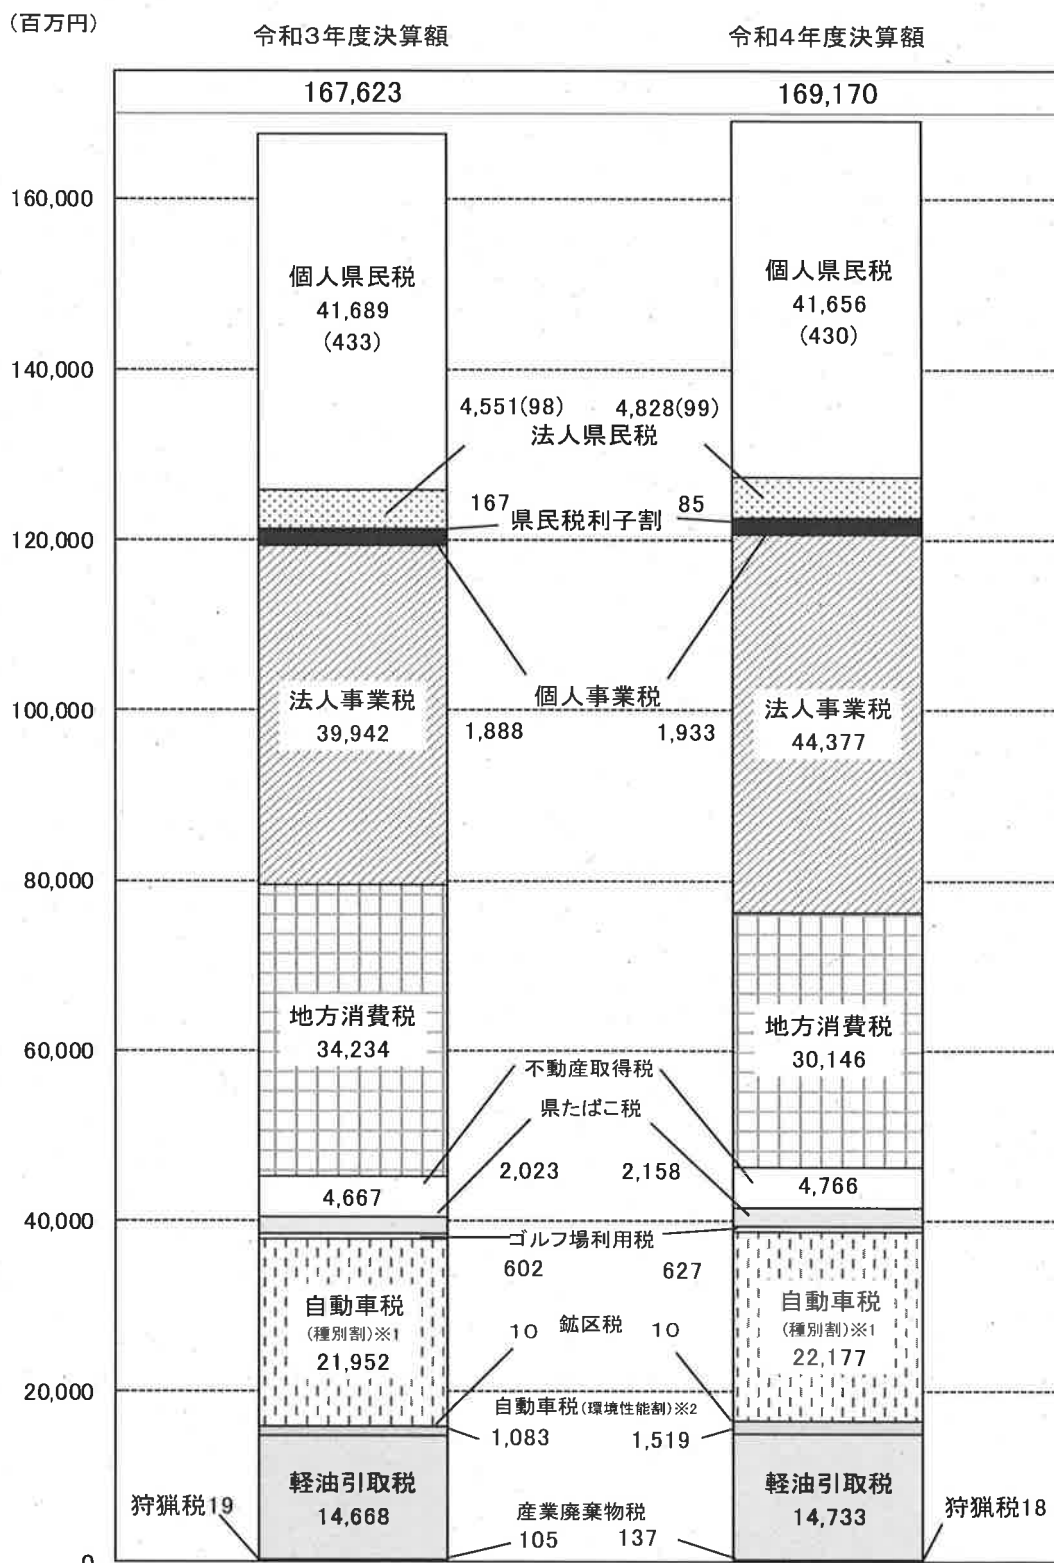 (百万円)
令和3年度決算額 令和4年度決算額
167,623 169,170
160,000
個人県民税
41,689
(433)
個人県民税
41,656
(430)
140,000
4,551(98) 4,828(99)
法人県民税
167 県民税利子割 85
120,000
個人事業税
1,888 1,933
法人事業税
39,942
法人事業税
44,377
100,000
80,000
地方消費税
34,234
地方消費税
30,146
60,000
不動産取得税
県たばこ税
2,023 2,158
4,667 4,766
40,000
ゴルフ場利用税
602 627
自動車税
(種別割)※1
21,952
自動車税
(種別割)※1
22,177
10 鉱区税 10
20,000
自動車税(環境性能割)※2
1,083 1,519
軽油引取税
14,668
軽油引取税
14,733
狩猟税19 狩猟税18
産業廃棄物税
105 137
0